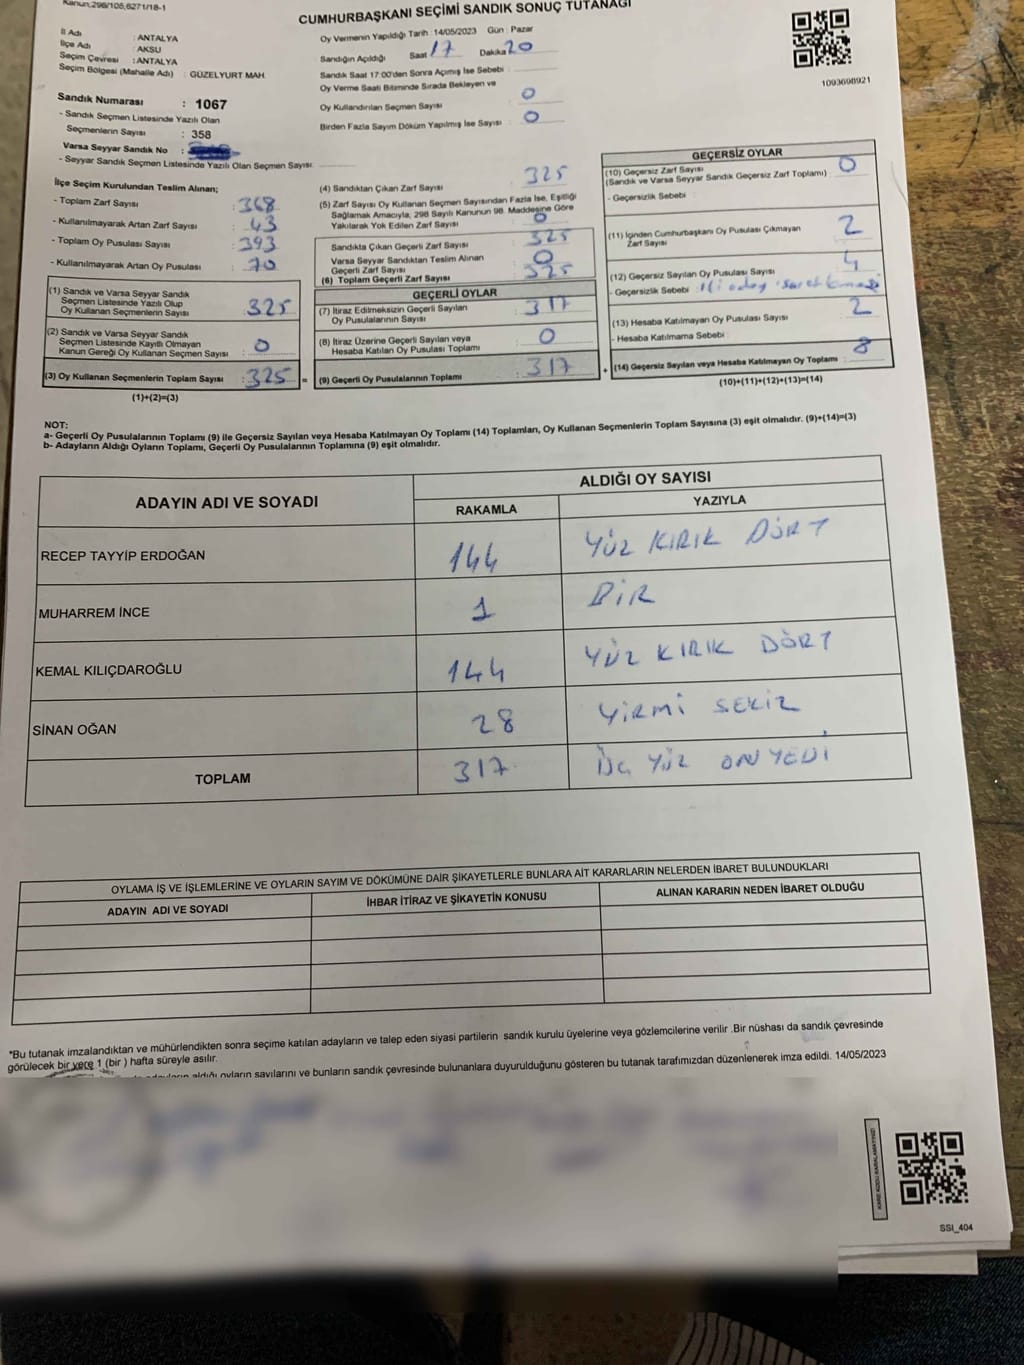 Kanun:298/105,6271/18-1
CUMHURBAŞKANI SEÇİMİ SANDIK SONUÇ TUTANAĞI
İl Adı : ANTALYA
İlçe Adı : AKSU
Seçim Çevresi : ANTALYA
Seçim Bölgesi (Mahalle Adı) : GÜZELYURT MAH.
Sandık Numarası : 1067
- Sandık Seçmen Listesinde Yazılı Olan
Seçmenlerin Sayısı : 358
Varsa Seyyar Sandık No :
- Seyyar Sandık Seçmen Listesinde Yazılı Olan Seçmen Sayısı:
Oy Vermenin Yapıldığı Tarih : 14/05/2023 Gün : Pazar
Sandığın Açıldığı Saat 17 Dakika 20
Sandık Saat 17:00'den Sonra Açmış İse Sebebi :
Oy Verme Saati Bitiminde Sırada Bekleyen ve
Oy Kullandırılan Seçmen Sayısı : 0
Birden Fazla Sayım Döküm Yapılmış İse Sayısı : 0
1093698921
İlçe Seçim Kurulundan Teslim Alınan;
- Toplam Zarf Sayısı : 368
- Kullanılmayarak Artan Zarf Sayısı : 43
- Toplam Oy Pusulası Sayısı : 393
- Kullanılmayarak Artan Oy Pusulası : 70
(1) Sandık ve Varsa Seyyar Sandık
Seçmen Listesinde Yazılı Olup
Oy Kullanan Seçmenlerin Sayısı : 325
(2) Sandık ve Varsa Seyyar Sandık
Seçmen Listesinde Kayıtlı Olmayan
Kanun Gereği Oy Kullanan Seçmen Sayısı : 0
(3) Oy Kullanan Seçmenlerin Toplam Sayısı : 325 =
(1)+(2)=(3)
(4) Sandıktan Çıkan Zarf Sayısı : 325
(5) Zarf Sayısı Oy Kullanan Seçmen Sayısından Fazla İse, Eşitliği
Sağlamak Amacıyla, 298 Sayılı Kanunun 98. Maddesine Göre
Yakılarak Yok Edilen Zarf Sayısı : 0
Sandıkla Çıkan Geçerli Zarf Sayısı : 325
Varsa Seyyar Sandıktan Teslim Alınan
Geçerli Zarf Sayısı : 0
(6) Toplam Geçerli Zarf Sayısı : 325
GEÇERLİ OYLAR
(7) İtiraz Edilmeksizin Geçerli Sayılan
Oy Pusulalarının Sayısı : 317
(8) İtiraz Üzerine Geçerli Sayılan veya
Hesaba Katılan Oy Pusulası Toplamı : 0
(9) Geçerli Oy Pusulalarının Toplamı : 317 +
GEÇERSİZ OYLAR
(10) Geçersiz Zarf Sayısı : 0
(Sandık ve Varsa Seyyar Sandık Geçersiz Zarf Toplamı)
- Geçersizlik Sebebi :
(11) İçinden Cumhurbaşkanı Oy Pusulası Çıkmayan
Zarf Sayısı : 2
(12) Geçersiz Sayılan Oy Pusulası Sayısı : 4
- Geçersizlik Sebebi :
(13) Hesaba Katılmayan Oy Pusulası Sayısı : 2
- Hesaba Katılmama Sebebi :
(14) Geçersiz Sayılan veya Hesaba Katılmayan Oy Toplamı : 8
(10)+(11)+(12)+(13)=(14)
NOT:
a- Geçerli Oy Pusulalarının Toplamı (9) ile Geçersiz Sayılan veya Hesaba Katılmayan Oy Toplamı (14) Toplamları, Oy Kullanan Seçmenlerin Toplam Sayısına (3) eşit olmalıdır. (9)+(14)=(3)
b- Adayların Aldığı Oyların Toplamı, Geçerli Oy Pusulalarının Toplamına (9) eşit olmalıdır.
ADAYIN ADI VE SOYADI ALDIĞI OY SAYISI
RAKAMLA YAZIYLA
RECEP TAYYİP ERDOĞAN 144 YÜZ KIRIK DÖRT
MUHARREM İNCE 1 BİR
KEMAL KILIÇDAROĞLU 144 YÜZ KIRIK DÖRT
SİNAN OĞAN 28 YİRMİ SEKİZ
TOPLAM 317 ÜÇ YÜZ ON YEDİ
OYLAMA İŞ VE İŞLEMLERİNE VE OYLARIN SAYIM VE DÖKÜMÜNE DAİR ŞİKAYETLERLE BUNLARA AİT KARARLARIN NELERDEN İBARET BULUNDUKLARI
ADAYIN ADI VE SOYADI İHBAR İTİRAZ VE ŞİKAYETİN KONUSU ALINAN KARARIN NEDEN İBARET OLDUĞU
*Bu tutanak imzalandıktan ve mühürlendikten sonra seçime katılan adayların ve talep eden siyasi partilerin sandık kurulu üyelerine veya gözlemcilerine verilir .Bir nüshası da sandık çevresinde
görülecek bir yere 1 (bir ) hafta süreyle asılır.
aldığı oyların sayılarını ve bunların sandık çevresinde bulunanlara duyurulduğunu gösteren bu tutanak tarafımızdan düzenlenerek imza edildi. 14/05/2023
KARE KODU KARALAMAYINIZ!
SSI_404